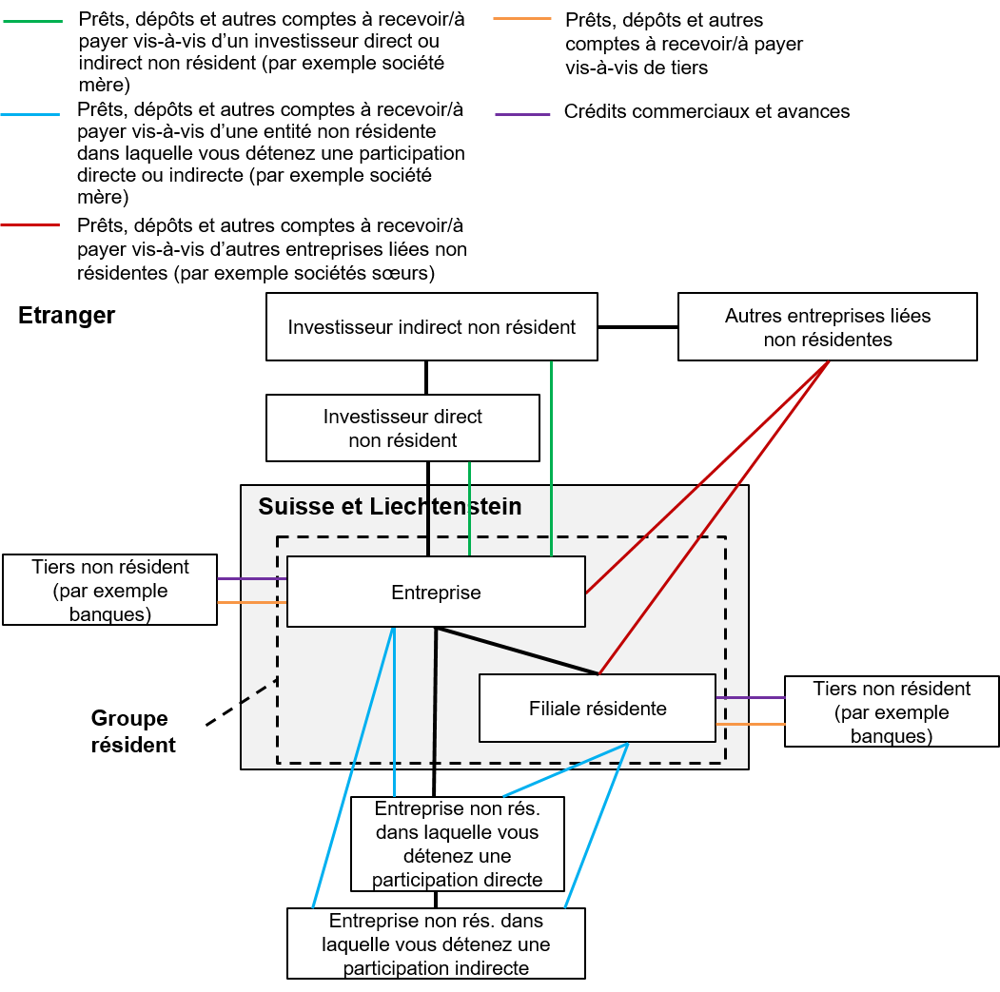 Prêts, dépôts et autres comptes à recevoir/à
payer vis-à-vis d’un investisseur direct ou
indirect non résident (par exemple société
mère)
Prêts, dépôts et autres comptes à recevoir/à
payer vis-à-vis d’une entité non résidente
dans laquelle vous détenez une participation
directe ou indirecte (par exemple société
mère)
Prêts, dépôts et autres comptes à recevoir/à
payer vis-à-vis d’autres entreprises liées non
résidentes (par exemple sociétés sœurs)
Prêts, dépôts et autres
comptes à recevoir/à payer
vis-à-vis de tiers
Crédits commerciaux et avances
Etranger
Investisseur indirect non résident
Autres entreprises liées
non résidentes
Investisseur direct
non résident
Suisse et Liechtenstein
Tiers non résident
(par exemple
banques)
Entreprise
Filiale résidente
Tiers non résident
(par exemple
banques)
Groupe
résident
Entreprise non rés.
dans laquelle vous
détenez une
participation directe
Entreprise non rés. dans
laquelle vous détenez une
participation indirecte